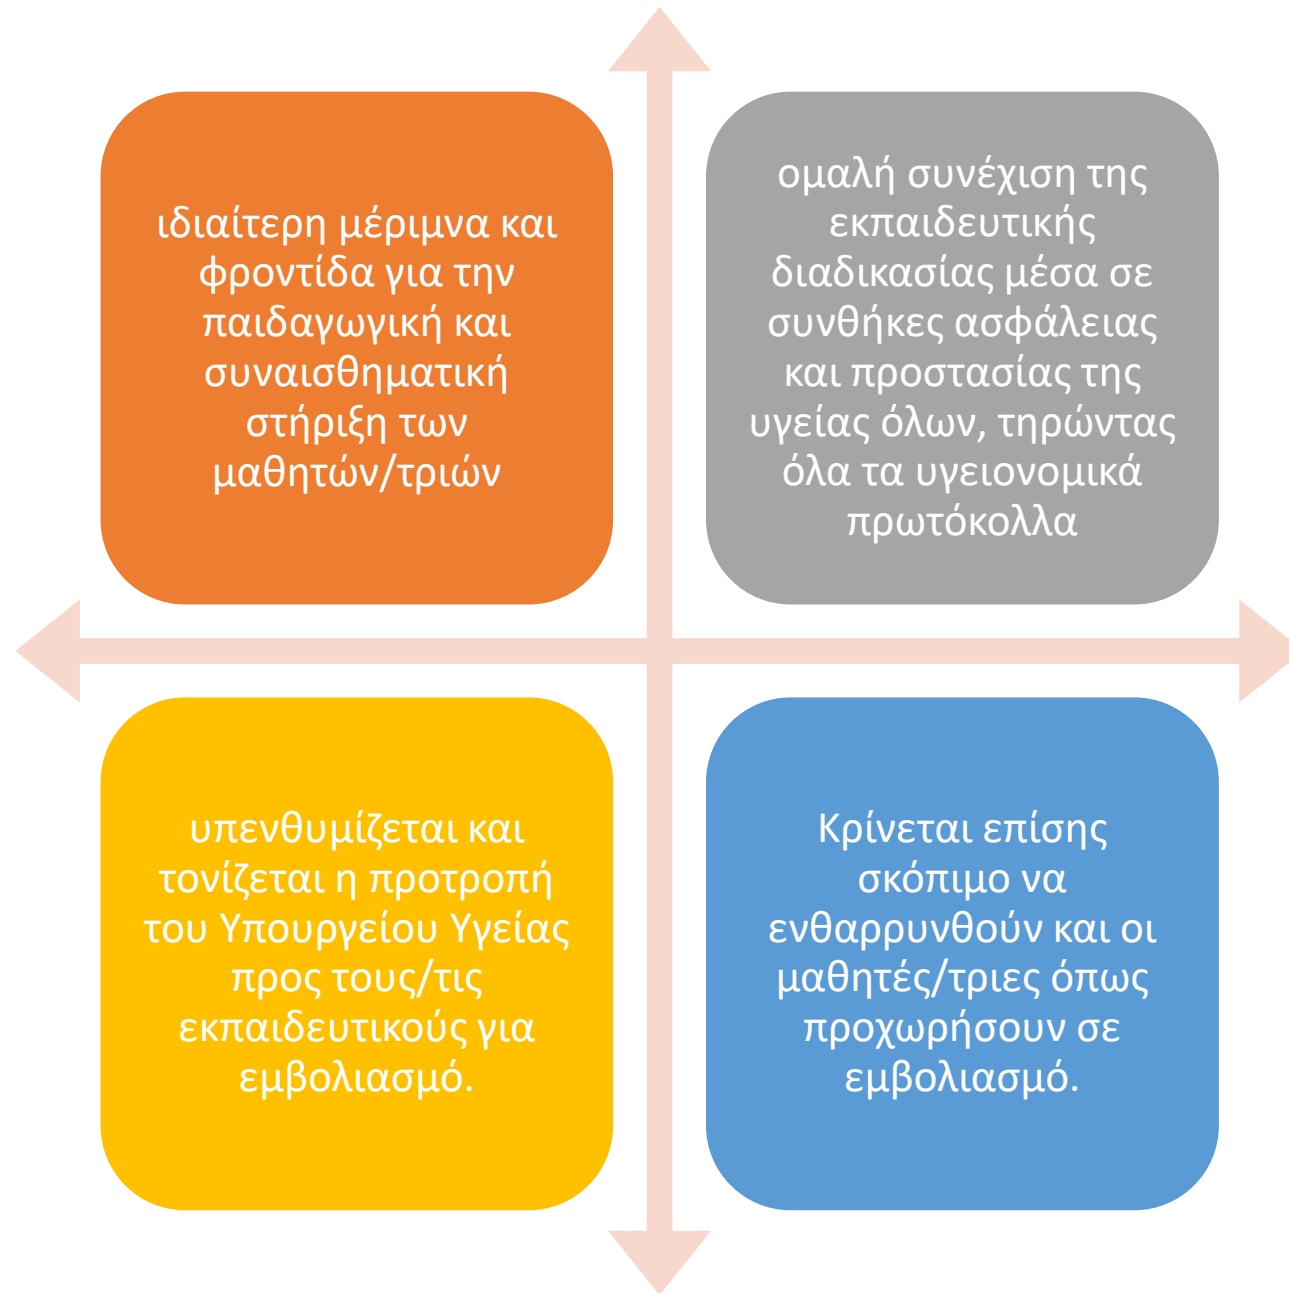 ιδιαίτερη μέριμνα και
φροντίδα για την
παιδαγωγική και
συναισθηματική
στήριξη των
μαθητών/τριών
ομαλή συνέχιση της
εκπαιδευτικής
διαδικασίας μέσα σε
συνθήκες ασφάλειας
και προστασίας της
υγείας όλων, τηρώντας
όλα τα υγειονομικά
πρωτόκολλα
υπενθυμίζεται και
τονίζεται η προτροπή
του Υπουργείου Υγείας
προς τους/τις
εκπαιδευτικούς για
εμβολιασμό.
Κρίνεται επίσης
σκόπιμο να
ενθαρρυνθούν και οι
μαθητές/τριες όπως
προχωρήσουν σε
εμβολιασμό.